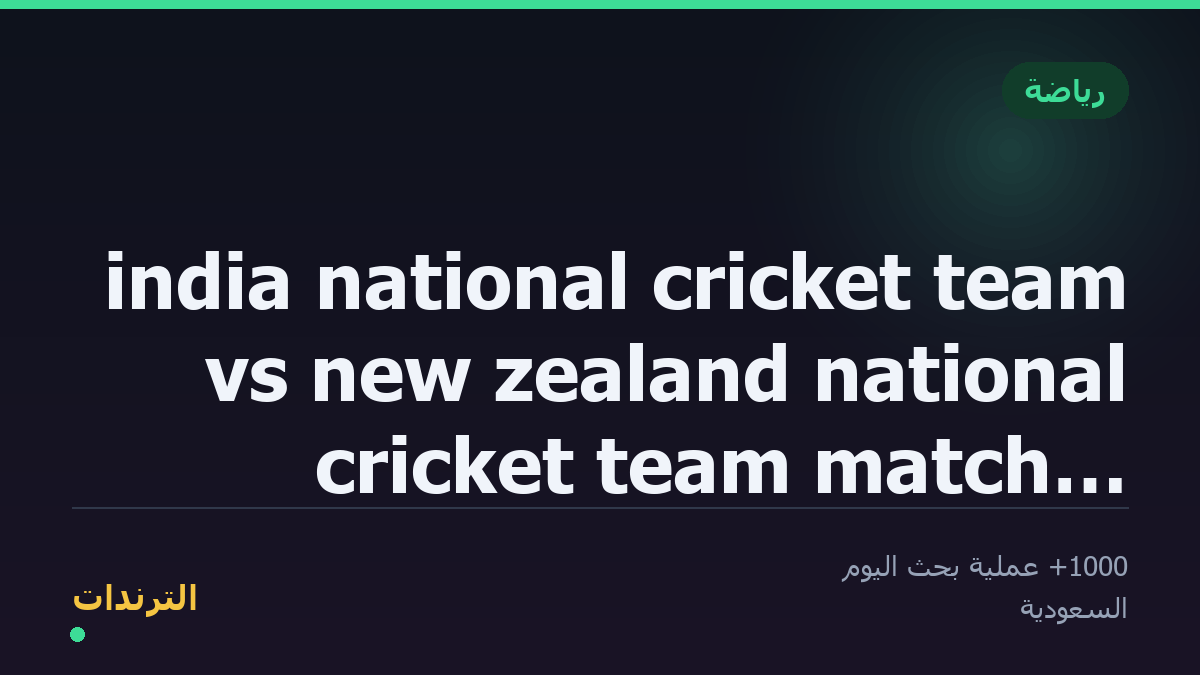 رياضة
india national cricket team
vs new zealand national
cricket team match...
1000+ عملية بحث اليوم
السعودية
الترندات